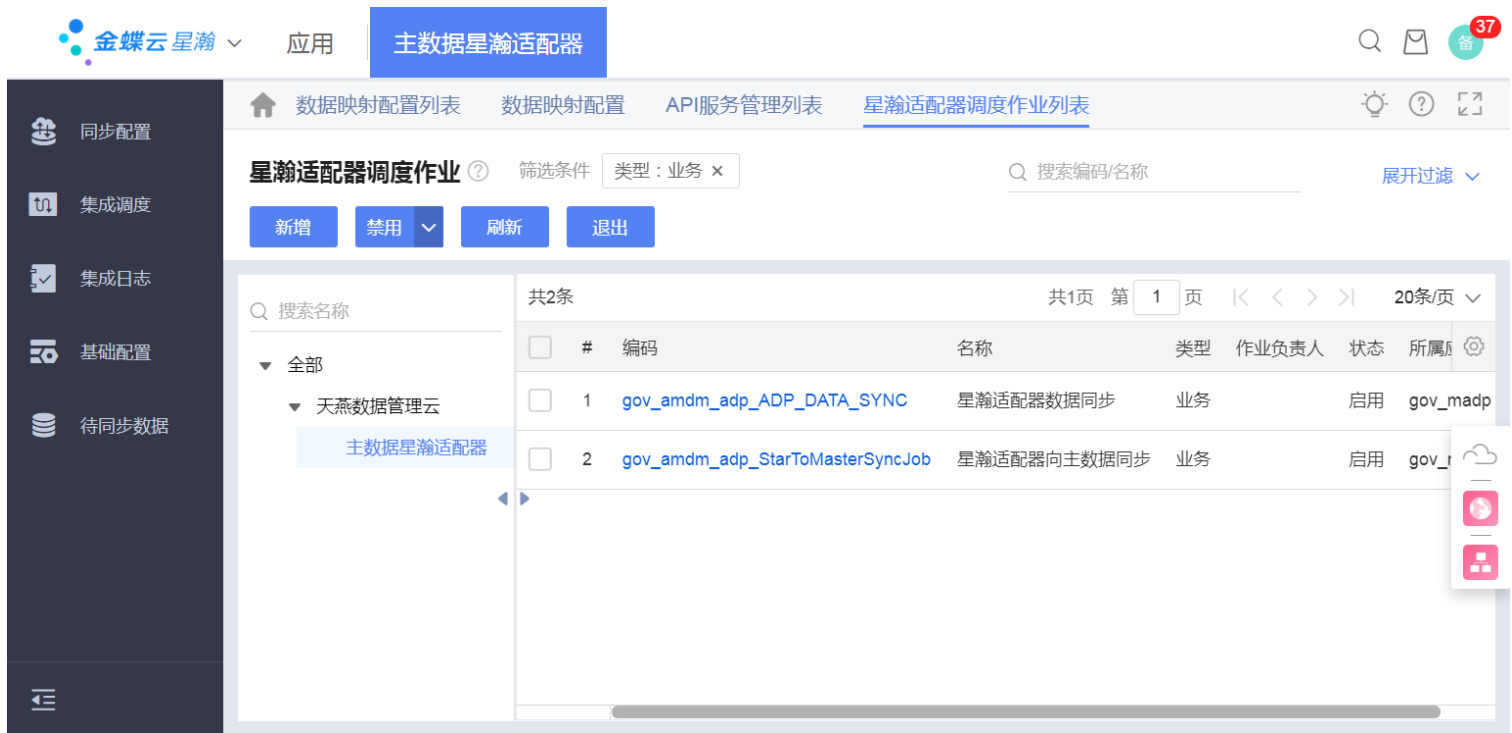 金蝶云 星瀚 应用 主数据星瀚适配器 备 37
数据映射配置列表 数据映射配置 API服务管理列表 星瀚适配器调度作业列表
同步配置
集成调度
集成日志
基础配置
待同步数据
星瀚适配器调度作业 筛选条件 类型：业务 × 搜索编码/名称 展开过滤
新增 禁用 刷新 退出
搜索名称
全部
天燕数据管理云
主数据星瀚适配器
共2条 共1页 第 1 页 20条/页
# 编码 名称 类型 作业负责人 状态 所属
1 gov_amdm_adp_ADP_DATA_SYNC 星瀚适配器数据同步 业务 启用 gov_madp
2 gov_amdm_adp_StarToMasterSyncJob 星瀚适配器向主数据同步 业务 启用 gov_